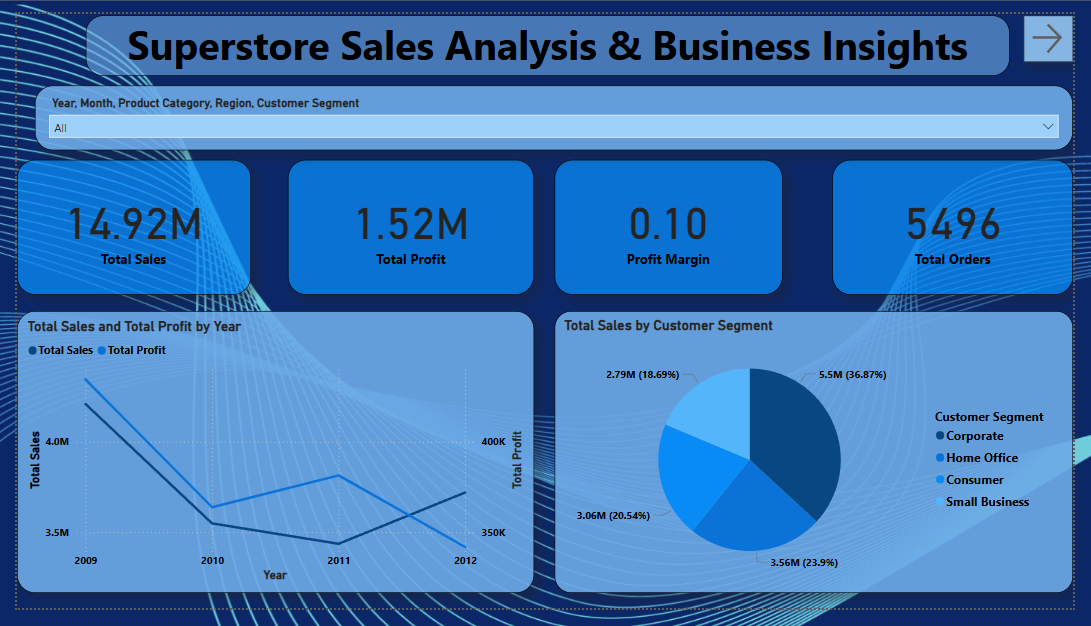 Superstore Sales Analysis & Business Insights
Year, Month, Product Category, Region, Customer Segment
All
14.92M
Total Sales
1.52M
Total Profit
0.10
Profit Margin
5496
Total Orders
Total Sales and Total Profit by Year
Total Sales Total Profit
Total Sales
4.0M
3.5M
400K
350K
Total Profit
2009 2010 2011 2012
Year
Total Sales by Customer Segment
2.79M (18.69%)
5.5M (36.87%)
3.06M (20.54%)
3.56M (23.9%)
Customer Segment
Corporate
Home Office
Consumer
Small Business